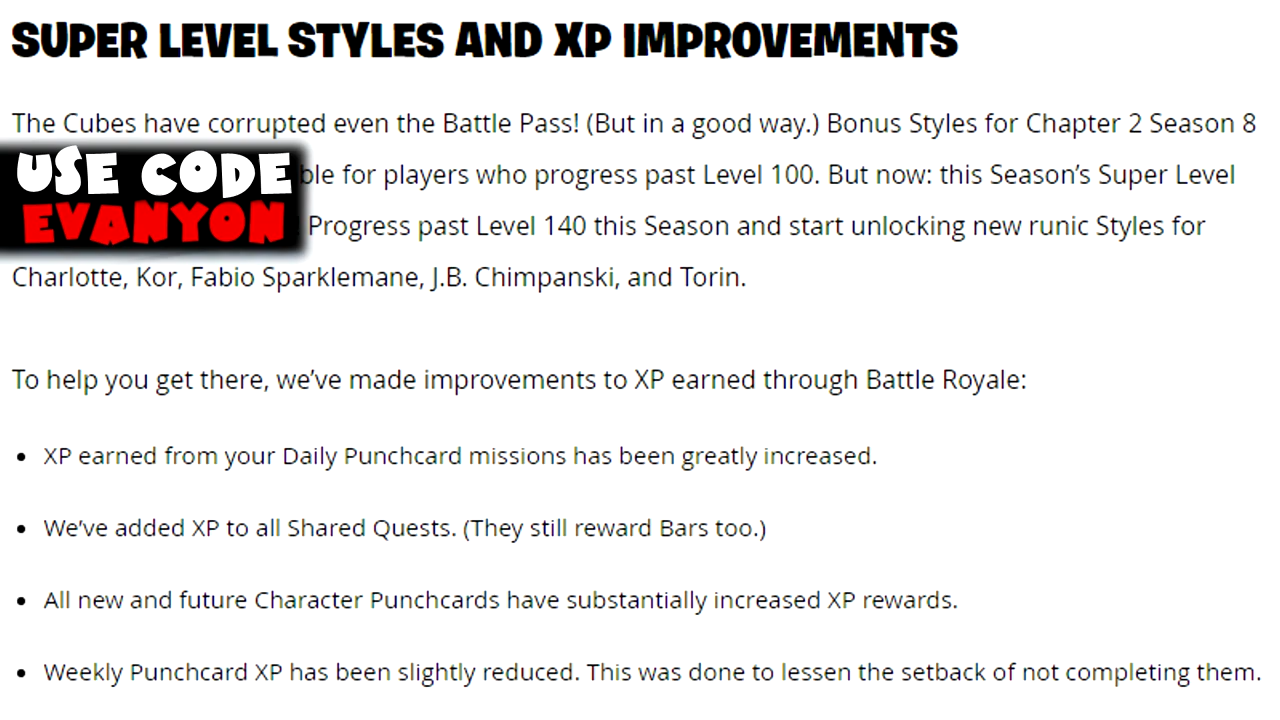 SUPER LEVEL STYLES AND XP IMPROVEMENTS
The Cubes have corrupted even the Battle Pass! (But in a good way.) Bonus Styles for Chapter 2 Season 8
USE CODE
ble for players who progress past Level 100. But now: this Season’s Super Level
EVANYON
Progress past Level 140 this Season and start unlocking new runic Styles for
Charlotte, Kor, Fabio Sparklemane, J.B. Chimpanski, and Torin.
To help you get there, we’ve made improvements to XP earned through Battle Royale:
• XP earned from your Daily Punchcard missions has been greatly increased.
• We’ve added XP to all Shared Quests. (They still reward Bars too.)
• All new and future Character Punchcards have substantially increased XP rewards.
• Weekly Punchcard XP has been slightly reduced. This was done to lessen the setback of not completing them.